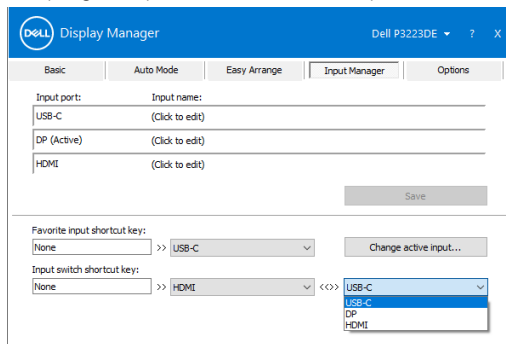 DELL Display Manager Dell P3223DE ? X
Basic Auto Mode Easy Arrange Input Manager Options
Input port: Input name:
USB-C (Click to edit)
DP (Active) (Click to edit)
HDMI (Click to edit)
Save
Favorite input shortcut key:
None >> USB-C Change active input...
Input switch shortcut key:
None >> HDMI <<>> USB-C
USB-C
DP
HDMI